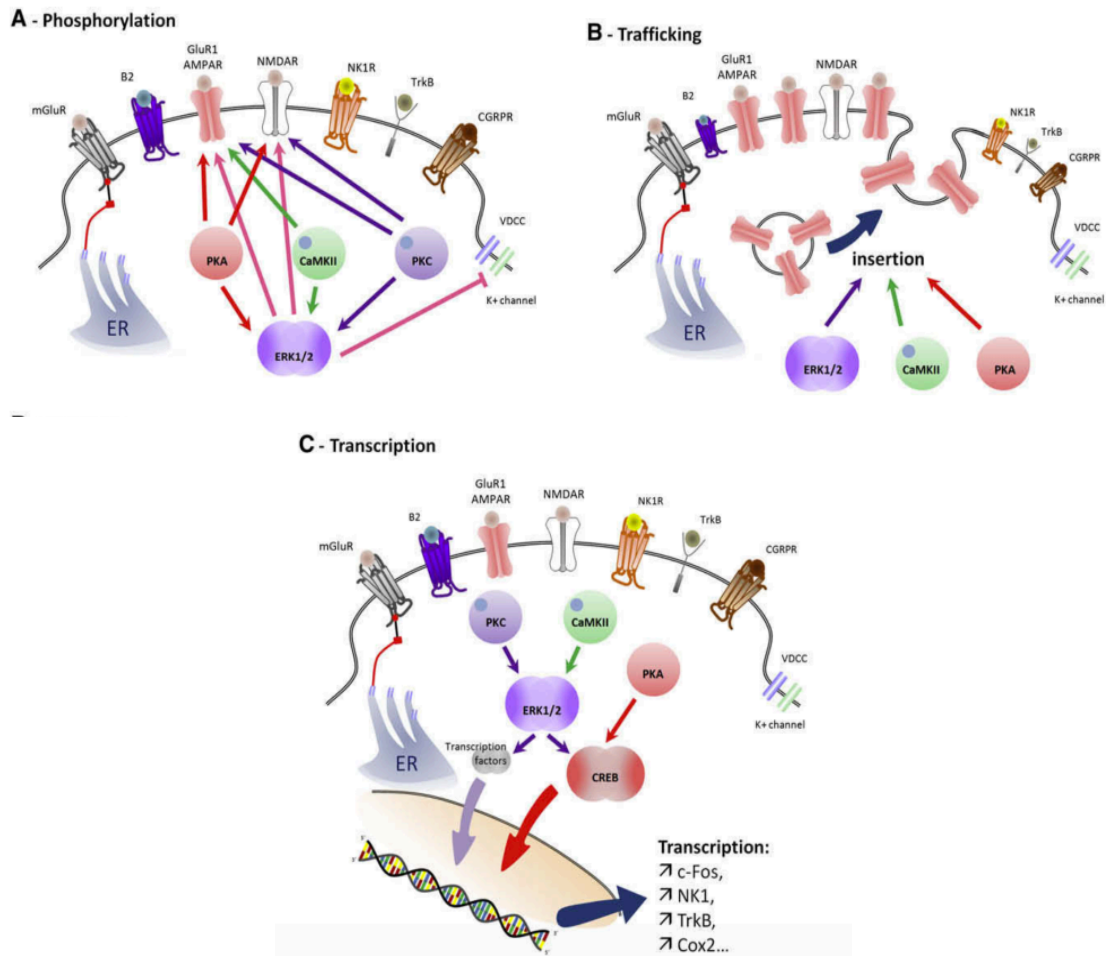 A - Phosphorylation
GluR1
AMPAR
NMDAR
B2
NK1R
TrkB
mGluR
CGRPR
VDCC
PKA
CaMKII
PKC
K+ channel
ER
ERK1/2
B - Trafficking
GluR1
AMPAR
NMDAR
B2
NK1R
mGluR
TrkB
CGRPR
VDCC
insertion
K+ channel
ER
ERK1/2
CaMKII
PKA
C - Transcription
GluR1
AMPAR
NMDAR
NK1R
B2
TrkB
mGluR
CGRPR
PKC
CaMKII
PKA
VDCC
ERK1/2
K+ channel
Transcription
factors
ER
CREB
Transcription:
↗ c-Fos,
↗ NK1,
↗ TrkB,
↗ Cox2...